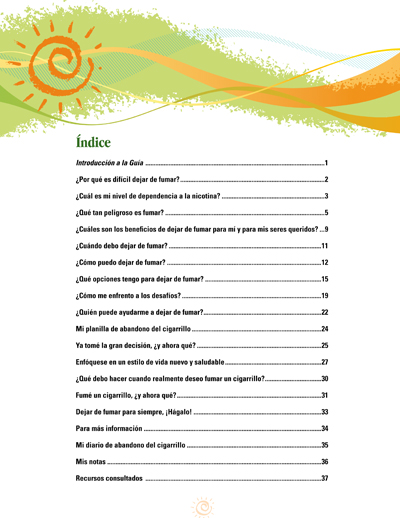 Índice
Introducción a la Guía ..........1
¿Por qué es difícil dejar de fumar?..........2
¿Cuál es mi nivel de dependencia a la nicotina? ..........3
¿Qué tan peligroso es fumar? ..........5
¿Cuáles son los beneficios de dejar de fumar para mí y para mis seres queridos? ...9
¿Cuándo debo dejar de fumar? ..........11
¿Cómo puedo dejar de fumar? ..........12
¿Qué opciones tengo para dejar de fumar? ..........15
¿Cómo me enfrento a los desafíos? ..........19
¿Quién puede ayudarme a dejar de fumar?..........22
Mi planilla de abandono del cigarrillo ..........24
Ya tomé la gran decisión, ¿y ahora qué? ..........25
Enfóquese en un estilo de vida nuevo y saludable ..........27
¿Qué debo hacer cuando realmente deseo fumar un cigarrillo?..........30
Fumé un cigarrillo, ¿y ahora qué?..........31
Dejar de fumar para siempre, ¡Hágalo! ..........33
Para más información ..........34
Mi diario de abandono del cigarrillo ..........35
Mis notas ..........36
Recursos consultados ..........37